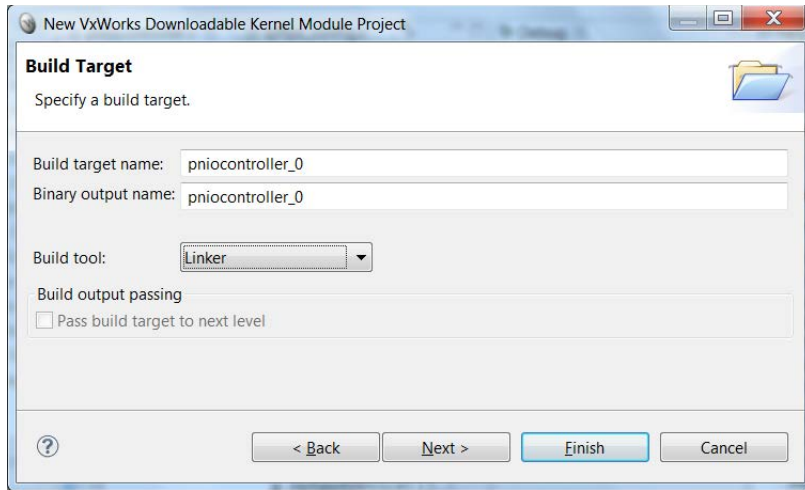 New VxWorks Downloadable Kernel Module Project
Build Target
Specify a build target.
Build target name: pniocontroller_0
Binary output name: pniocontroller_0
Build tool: Linker
Build output passing
Pass build target to next level
? < Back Next > Finish Cancel